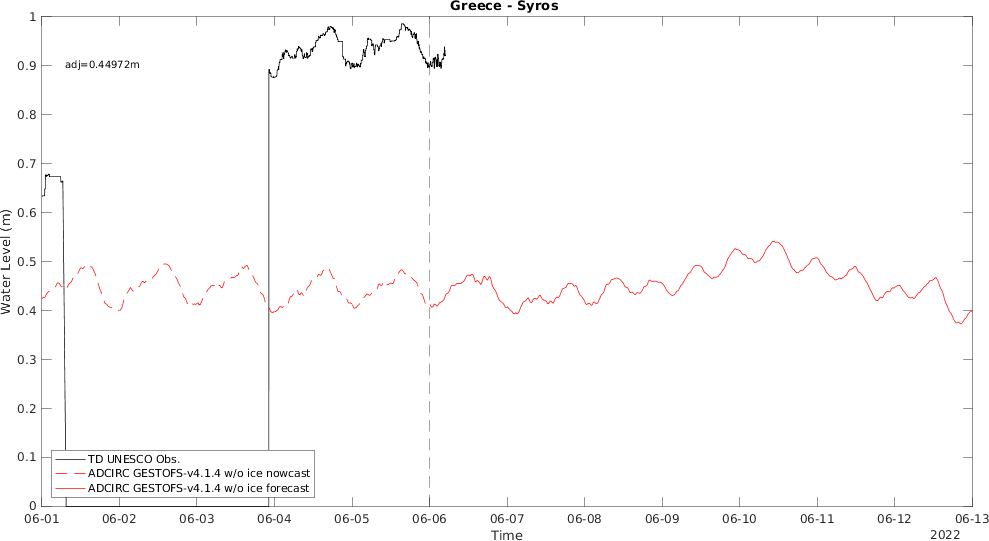 Greece - Syros
1
0.9
0.8
0.7
0.6
0.5
0.4
0.3
0.2
0.1
0
Water Level (m)
adj=0.44972m
TD UNESCO Obs.
ADCIRC GESTOFS-v4.1.4 w/o ice nowcast
ADCIRC GESTOFS-v4.1.4 w/o ice forecast
06-01 06-02 06-03 06-04 06-05 06-06 06-07 06-08 06-09 06-10 06-11 06-12 06-13
Time
2022